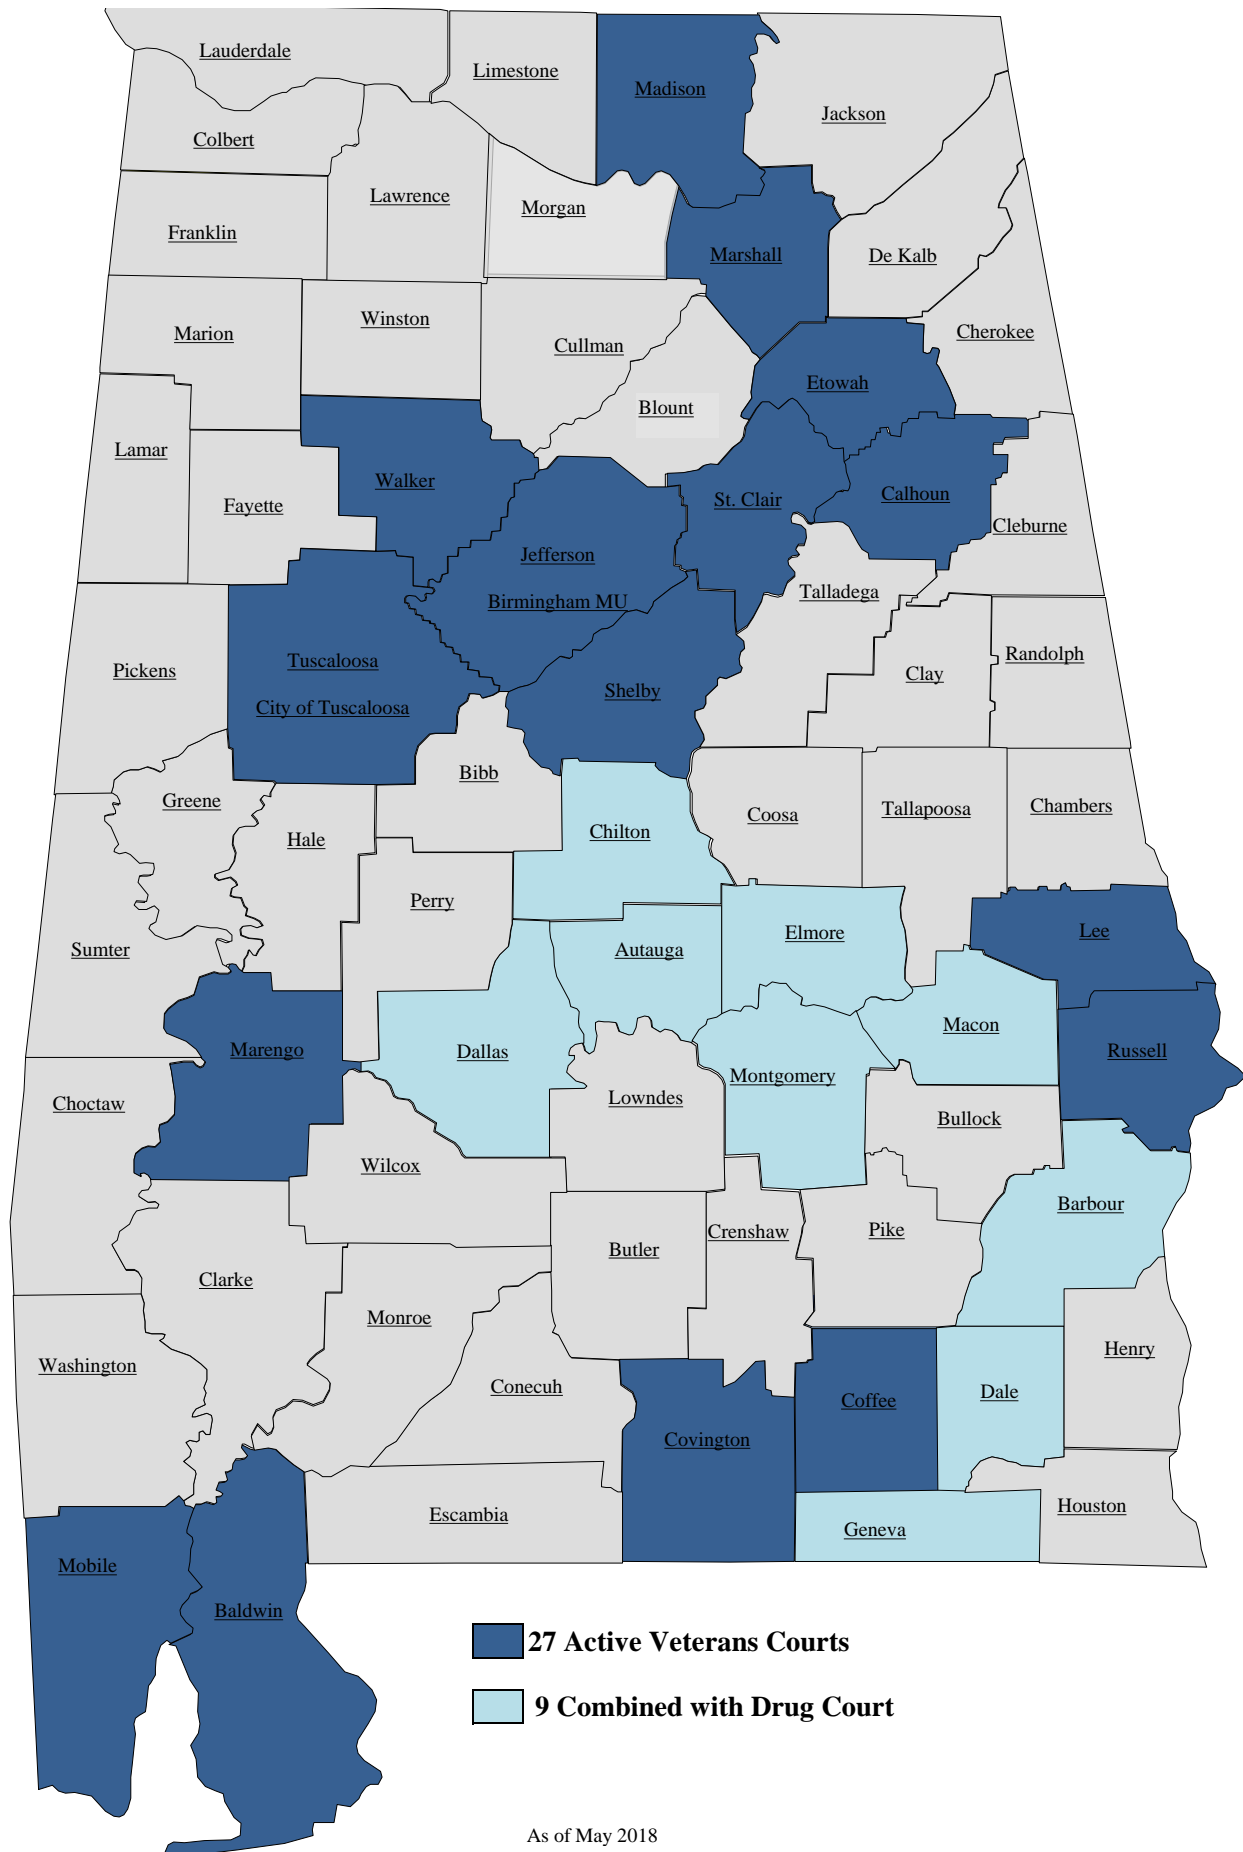 Lauderdale
Limestone
Madison
Jackson
Colbert
Lawrence
Morgan
Franklin
Marshall
De Kalb
Marion
Winston
Cullman
Cherokee
Etowah
Blount
Lamar
Walker
Fayette
St. Clair
Calhoun
Cleburne
Jefferson
Birmingham MU
Talladega
Pickens
Tuscaloosa
City of Tuscaloosa
Shelby
Clay
Randolph
Bibb
Greene
Hale
Chilton
Coosa
Tallapoosa
Chambers
Perry
Sumter
Autauga
Elmore
Lee
Marengo
Dallas
Macon
Russell
Montgomery
Choctaw
Lowndes
Bullock
Wilcox
Barbour
Clarke
Butler
Crenshaw
Pike
Monroe
Washington
Conecuh
Henry
Covington
Coffee
Dale
Escambia
Geneva
Houston
Mobile
Baldwin
27 Active Veterans Courts
9 Combined with Drug Court
As of May 2018